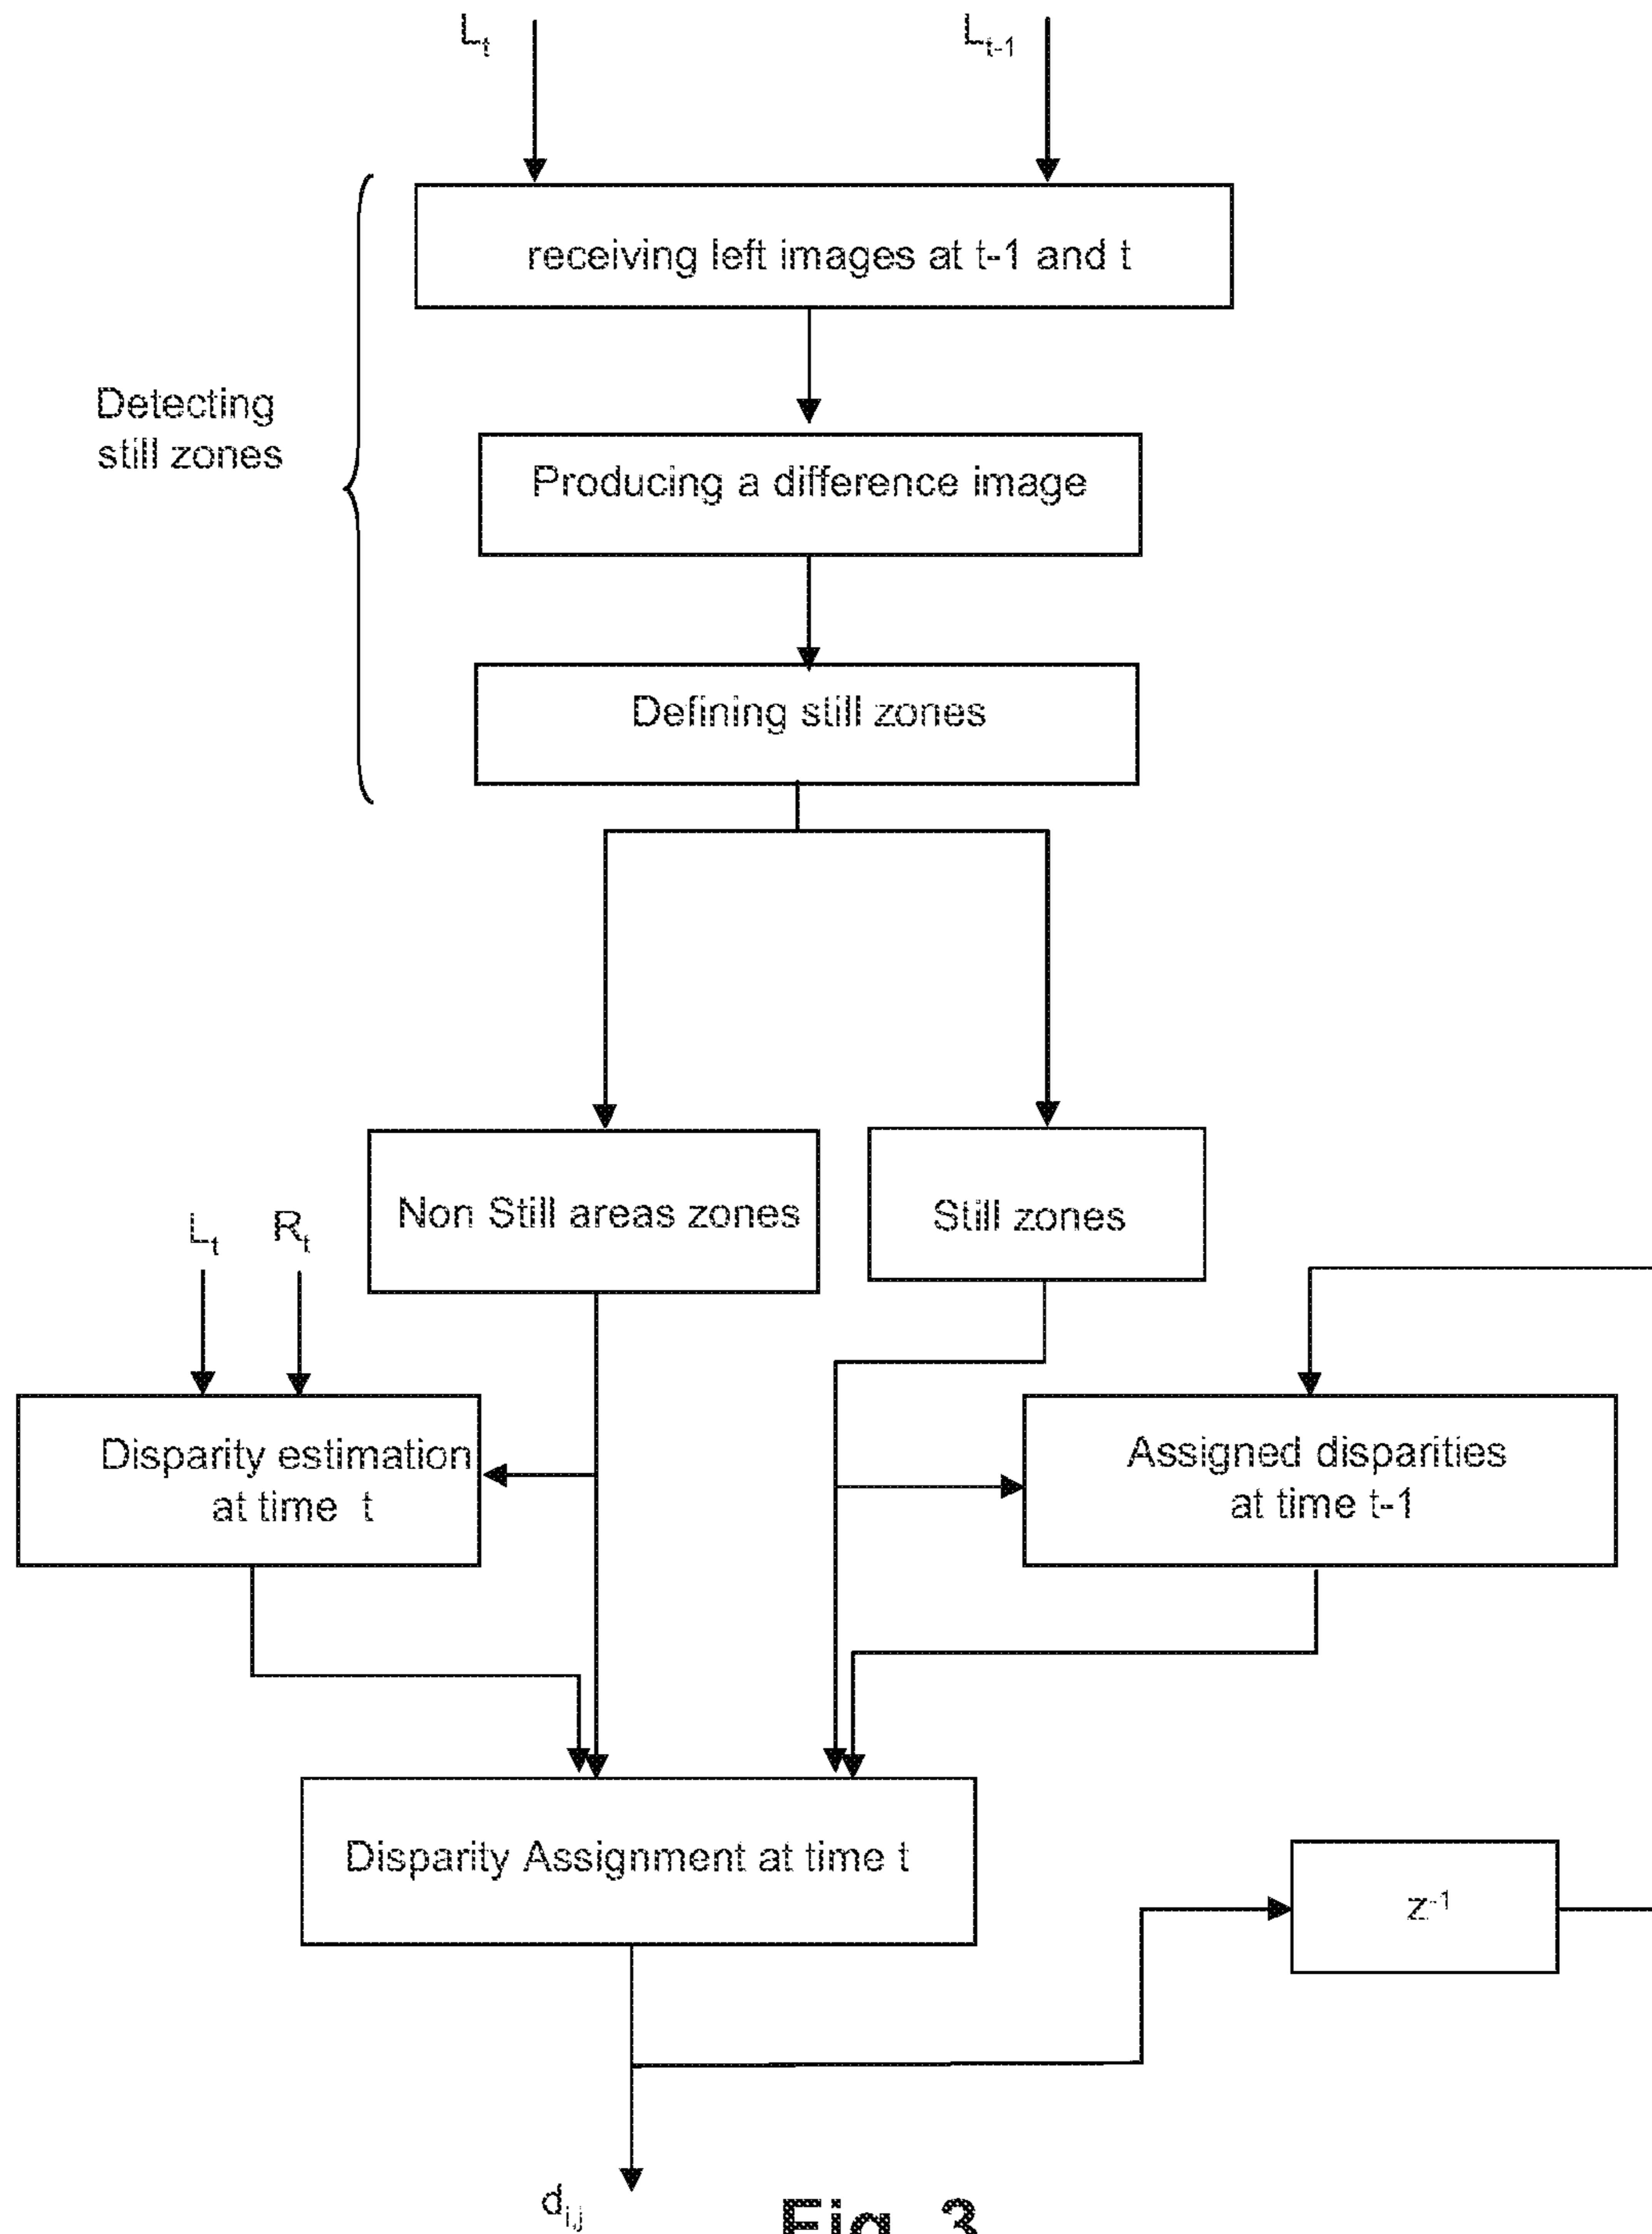 Lt Lt-1
receiving left images at t-1 and t
Detecting
still zones
Producing a difference image
Defining still zones
Non Still areas zones
Still zones
Lt Rt
Disparity estimation
at time t
Assigned disparities
at time t-1
Disparity Assignment at time t
z-1
di,j
Fig. 3